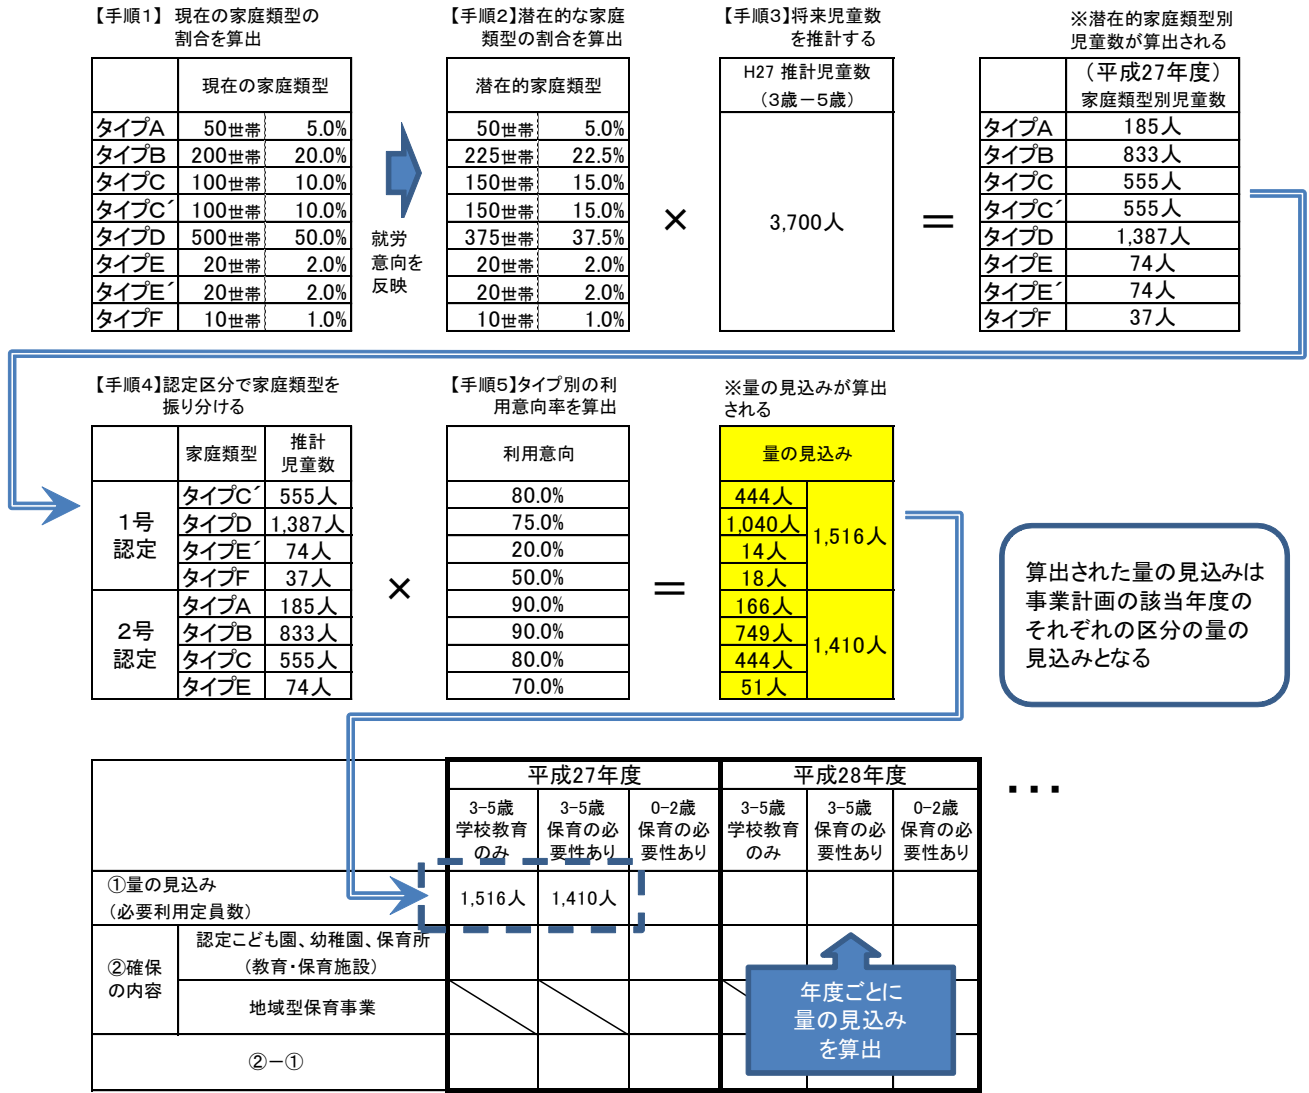 【手順1】 現在の家庭類型の
割合を算出
現在の家庭類型
タイプA 50世帯 5.0%
タイプB 200世帯 20.0%
タイプC 100世帯 10.0%
タイプC´ 100世帯 10.0%
タイプD 500世帯 50.0%
タイプE 20世帯 2.0%
タイプE´ 20世帯 2.0%
タイプF 10世帯 1.0%
就労
意向を
反映
【手順2】潜在的な家庭
類型の割合を算出
潜在的家庭類型
50世帯 5.0%
225世帯 22.5%
150世帯 15.0%
150世帯 15.0%
375世帯 37.5%
20世帯 2.0%
20世帯 2.0%
10世帯 1.0%
×
【手順3】将来児童数
を推計する
H27 推計児童数
(3歳-5歳)
3,700人
=
※潜在的家庭類型別
児童数が算出される
(平成27年度)
家庭類型別児童数
タイプA 185人
タイプB 833人
タイプC 555人
タイプC´ 555人
タイプD 1,387人
タイプE 74人
タイプE´ 74人
タイプF 37人
【手順4】認定区分で家庭類型を
振り分ける
家庭類型 推計
児童数
1号
認定
タイプC´ 555人
タイプD 1,387人
タイプE´ 74人
タイプF 37人
2号
認定
タイプA 185人
タイプB 833人
タイプC 555人
タイプE 74人
×
【手順5】タイプ別の利
用意向率を算出
利用意向
80.0%
75.0%
20.0%
50.0%
90.0%
90.0%
80.0%
70.0%
=
※量の見込みが算出
される
量の見込み
444人
1,040人
14人
18人
1,516人
166人
749人
444人
51人
1,410人
算出された量の見込みは
事業計画の該当年度の
それぞれの区分の量の
見込みとなる
平成27年度 平成28年度
3-5歳
学校教育
のみ
3-5歳
保育の必
要性あり
0-2歳
保育の必
要性あり
3-5歳
学校教育
のみ
3-5歳
保育の必
要性あり
0-2歳
保育の必
要性あり
・・・
①量の見込み
(必要利用定員数)
1,516人 1,410人
②確保
の内容
認定こども園、幼稚園、保育所
(教育・保育施設)
地域型保育事業
②-①
年度ごとに
量の見込み
を算出